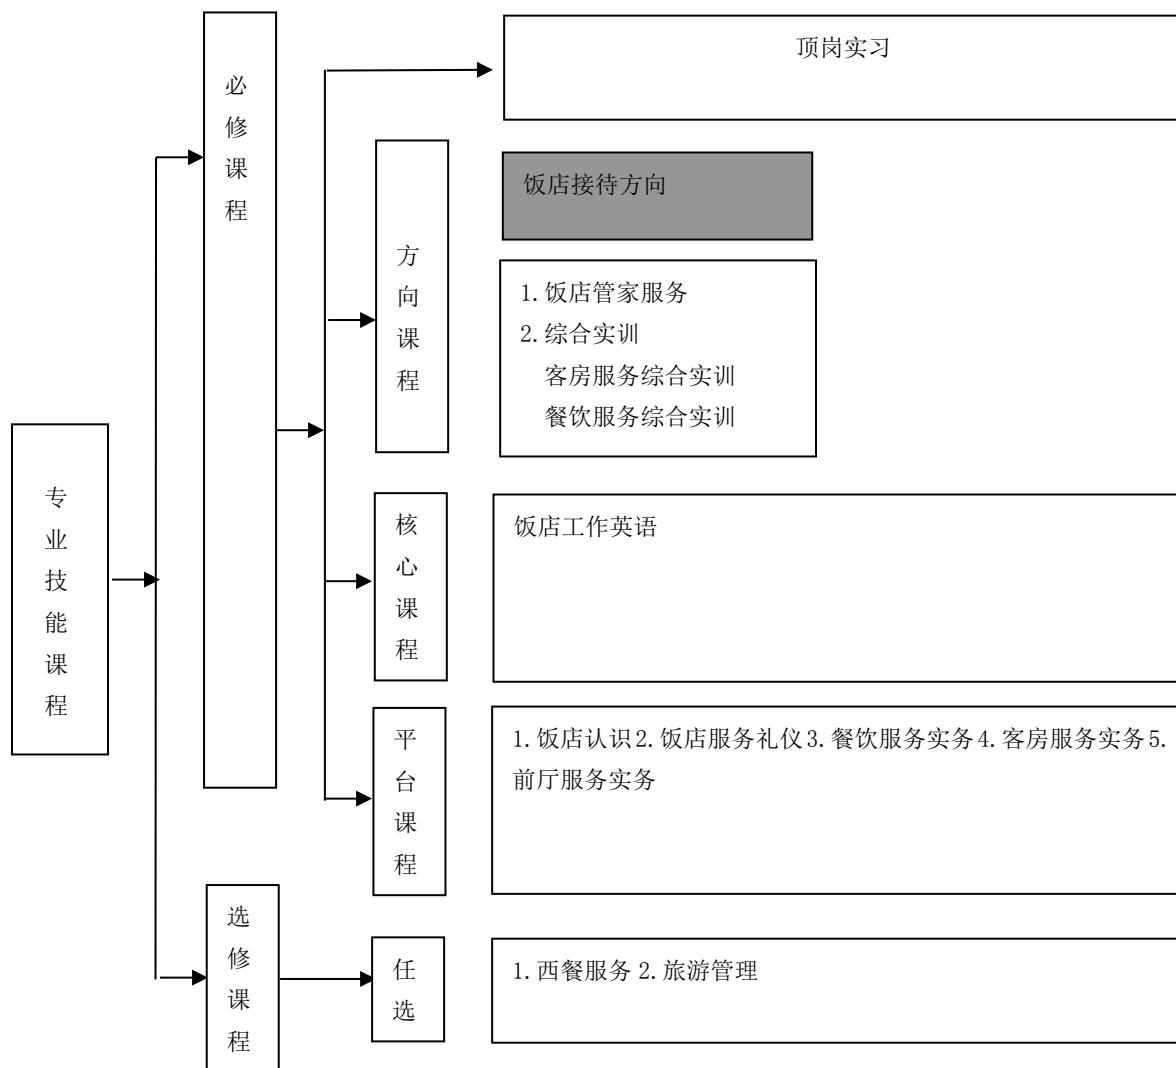 顶岗实习
必修课程
饭店接待方向
方向课程
1.饭店管家服务
2.综合实训
客房服务综合实训
餐饮服务综合实训
专业技能课程
核心课程
饭店工作英语
平台课程
1.饭店认识2.饭店服务礼仪3.餐饮服务实务4.客房服务实务5.
前厅服务实务
选修课程
任选
1.西餐服务 2.旅游管理